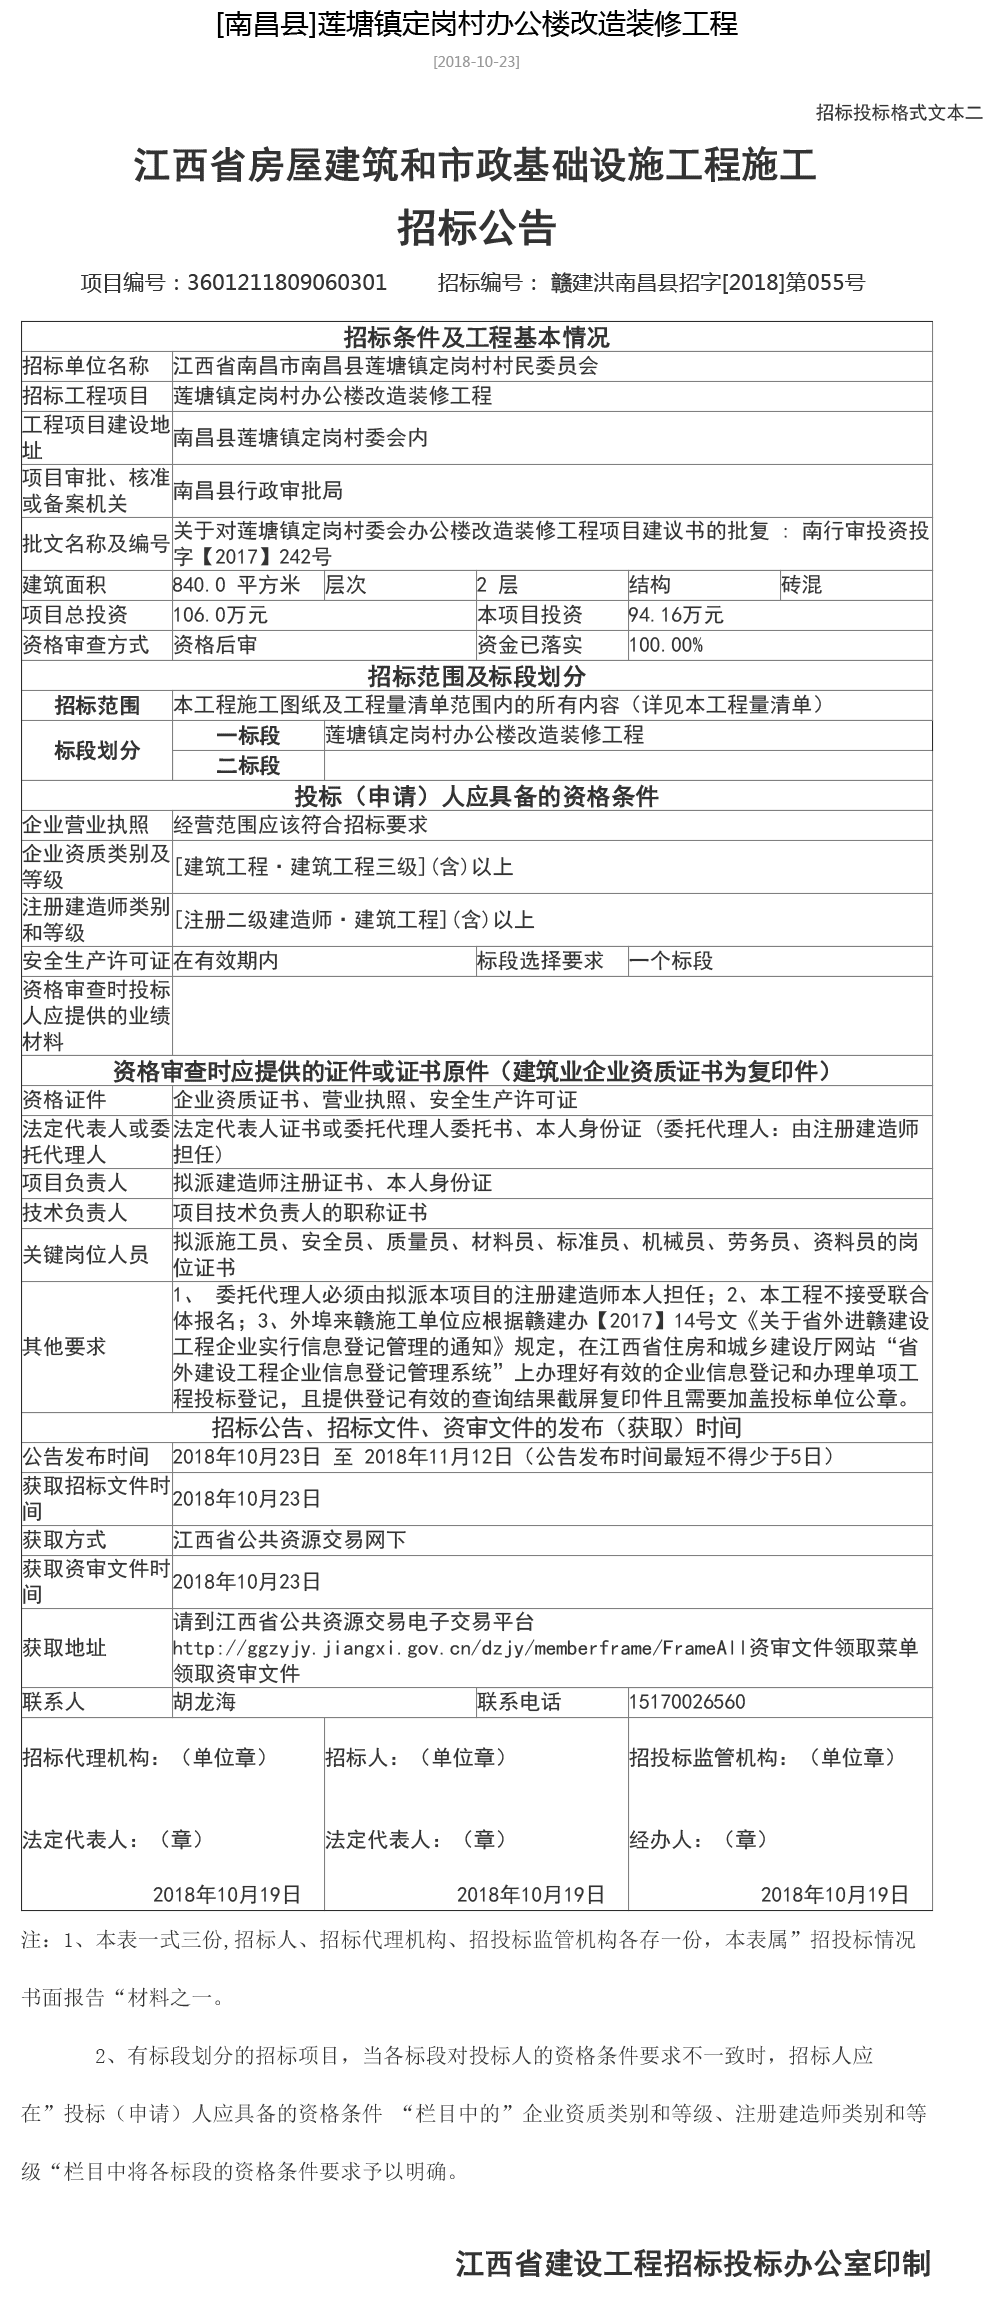 [南昌县]莲塘镇定岗村办公楼改造装修工程
[2018-10-23]
招标投标格式文本二
江西省房屋建筑和市政基础设施工程施工
招标公告
项目编号：3601211809060301 招标编号： 赣建洪南昌县招字[2018]第055号
招标条件及工程基本情况
招标单位名称 江西省南昌市南昌县莲塘镇定岗村村民委员会
招标工程项目 莲塘镇定岗村办公楼改造装修工程
工程项目建设地
址
南昌县莲塘镇定岗村委会内
项目审批、核准
或备案机关
南昌县行政审批局
批文名称及编号
关于对莲塘镇定岗村委会办公楼改造装修工程项目建议书的批复 : 南行审投资投
字【2017】242号
建筑面积 840.0 平方米 层次 2 层 结构 砖混
项目总投资 106.0万元 本项目投资 94.16万元
资格审查方式 资格后审 资金已落实 100.00%
招标范围及标段划分
招标范围 本工程施工图纸及工程量清单范围内的所有内容（详见本工程量清单）
标段划分
一标段 莲塘镇定岗村办公楼改造装修工程
二标段
投标（申请）人应具备的资格条件
企业营业执照 经营范围应该符合招标要求
企业资质类别及
等级
[建筑工程·建筑工程三级](含)以上
注册建造师类别
和等级
[注册二级建造师·建筑工程](含)以上
安全生产许可证 在有效期内 标段选择要求 一个标段
资格审查时投标
人应提供的业绩
材料
资格审查时应提供的证件或证书原件（建筑业企业资质证书为复印件）
资格证件 企业资质证书、营业执照、安全生产许可证
法定代表人或委
托代理人
法定代表人证书或委托代理人委托书、本人身份证 (委托代理人: 由注册建造师
担任)
项目负责人 拟派建造师注册证书、本人身份证
技术负责人 项目技术负责人的职称证书
关键岗位人员
拟派施工员、安全员、质量员、材料员、标准员、机械员、劳务员、资料员的岗
位证书
其他要求
1、 委托代理人必须由拟派本项目的注册建造师本人担任；2、本工程不接受联合
体报名；3、外埠来赣施工单位应根据赣建办【2017】14号文《关于省外进赣建设
工程企业实行信息登记管理的通知》规定，在江西省住房和城乡建设厅网站“省
外建设工程企业信息登记管理系统”上办理好有效的企业信息登记和办理单项工
程投标登记，且提供登记有效的查询结果截屏复印件且需要加盖投标单位公章。
招标公告、招标文件、资审文件的发布（获取）时间
公告发布时间 2018年10月23日 至 2018年11月12日（公告发布时间最短不得少于5日）
获取招标文件时
间
2018年10月23日
获取方式 江西省公共资源交易网下
获取资审文件时
间
2018年10月23日
获取地址
请到江西省公共资源交易电子交易平台
http://ggzyjy.jiangxi.gov.cn/dzjy/memberframe/FrameAll资审文件领取菜单
领取资审文件
联系人 胡龙海 联系电话 15170026560
招标代理机构: （单位章） 招标人: （单位章） 招投标监管机构: （单位章）
法定代表人: （章） 法定代表人: （章） 经办人: （章）
2018年10月19日 2018年10月19日 2018年10月19日
注: 1、本表一式三份,招标人、招标代理机构、招投标监管机构各存一份，本表属”招投标情况
书面报告“材料之一。
2、有标段划分的招标项目，当各标段对投标人的资格条件要求不一致时，招标人应
在”投标（申请）人应具备的资格条件 “栏目中的”企业资质类别和等级、注册建造师类别和等
级“栏目中将各标段的资格条件要求予以明确。
江西省建设工程招标投标办公室印制